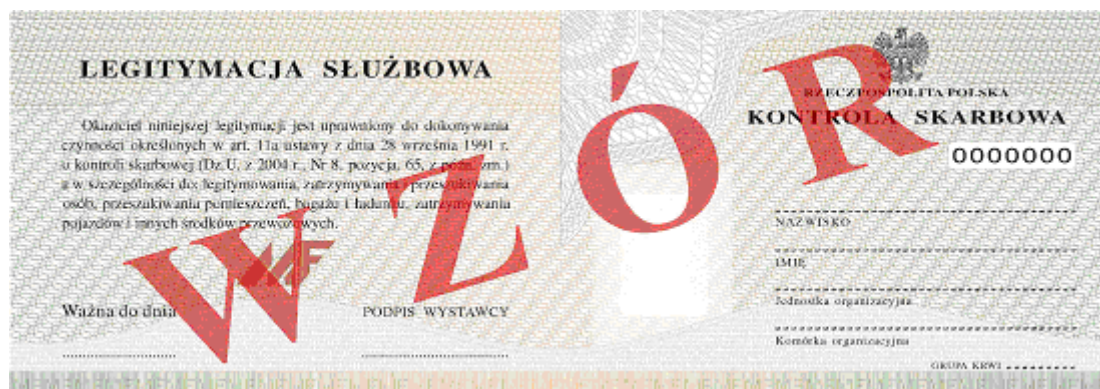 LEGITYMACJA SŁUŻBOWA
Okaziciel niniejszej legitymacji jest uprawniony do dokonywania
czynności określonych w art. 11a ustawy z dnia 28 września 1991 r.
o kontroli skarbowej (Dz.U. z 2004 r., Nr 8, pozycja, 65, z późn. zm.)
a w szczególności do: legitymowania, zatrzymywania i przeszukiwania
osób, przeszukiwania pomieszczeń, bagażu i ładunku, zatrzymywania
pojazdów i innych środków przewozowych.
MF
Ważna do dnia
PODPIS WYSTAWCY
WZÓR
RZECZPOSPOLITA POLSKA
KONTROLA SKARBOWA
0000000
NAZWISKO
IMIĘ
Jednostka organizacyjna
Komórka organizacyjna
GRUPA KRWI